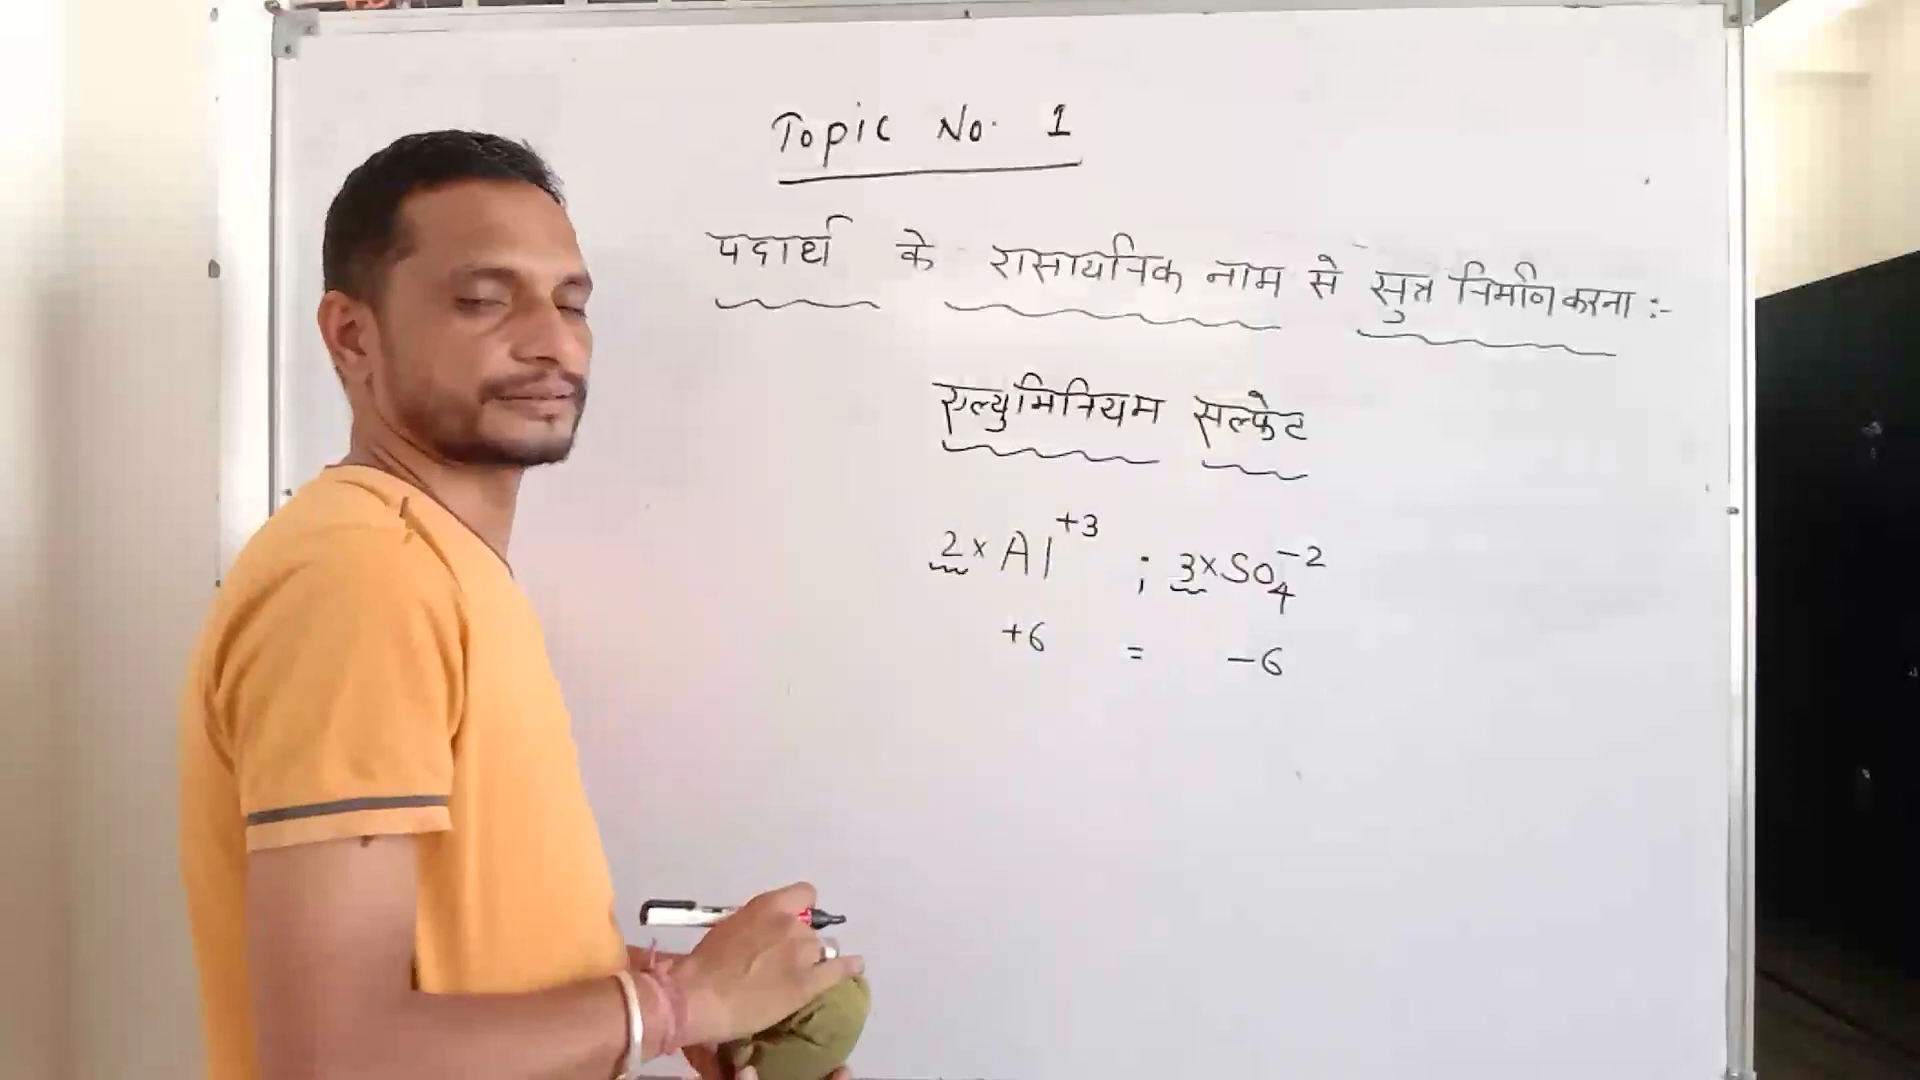 Topic No. 1
पदार्थ के रासायनिक नाम से सुत्र निर्माण करना :-
एल्युमिनियम सल्फेट
2 × Al⁺³ ; 3 × SO₄⁻²
+6 = -6